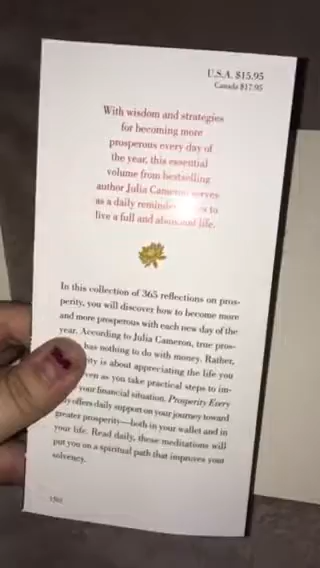 U.S.A. $15.95
Canada $17.95
With wisdom and strategies
for becoming more
prosperous every day of
the year, this essential
volume from bestselling
author Julia Cameron serves
as a daily reminder to
live a full and abundant life.
In this collection of 365 reflections on pros-
perity, you will discover how to become more
and more prosperous with each new day of the
year. According to Julia Cameron, true pros-
has nothing to do with money. Rather,
is about appreciating the life you
as you take practical steps to im-
your financial situation. Prosperity Every
offers daily support on your journey toward
greater prosperity—both in your wallet and in
your life. Read daily, these meditations will
put you on a spiritual path that improves your
solvency.